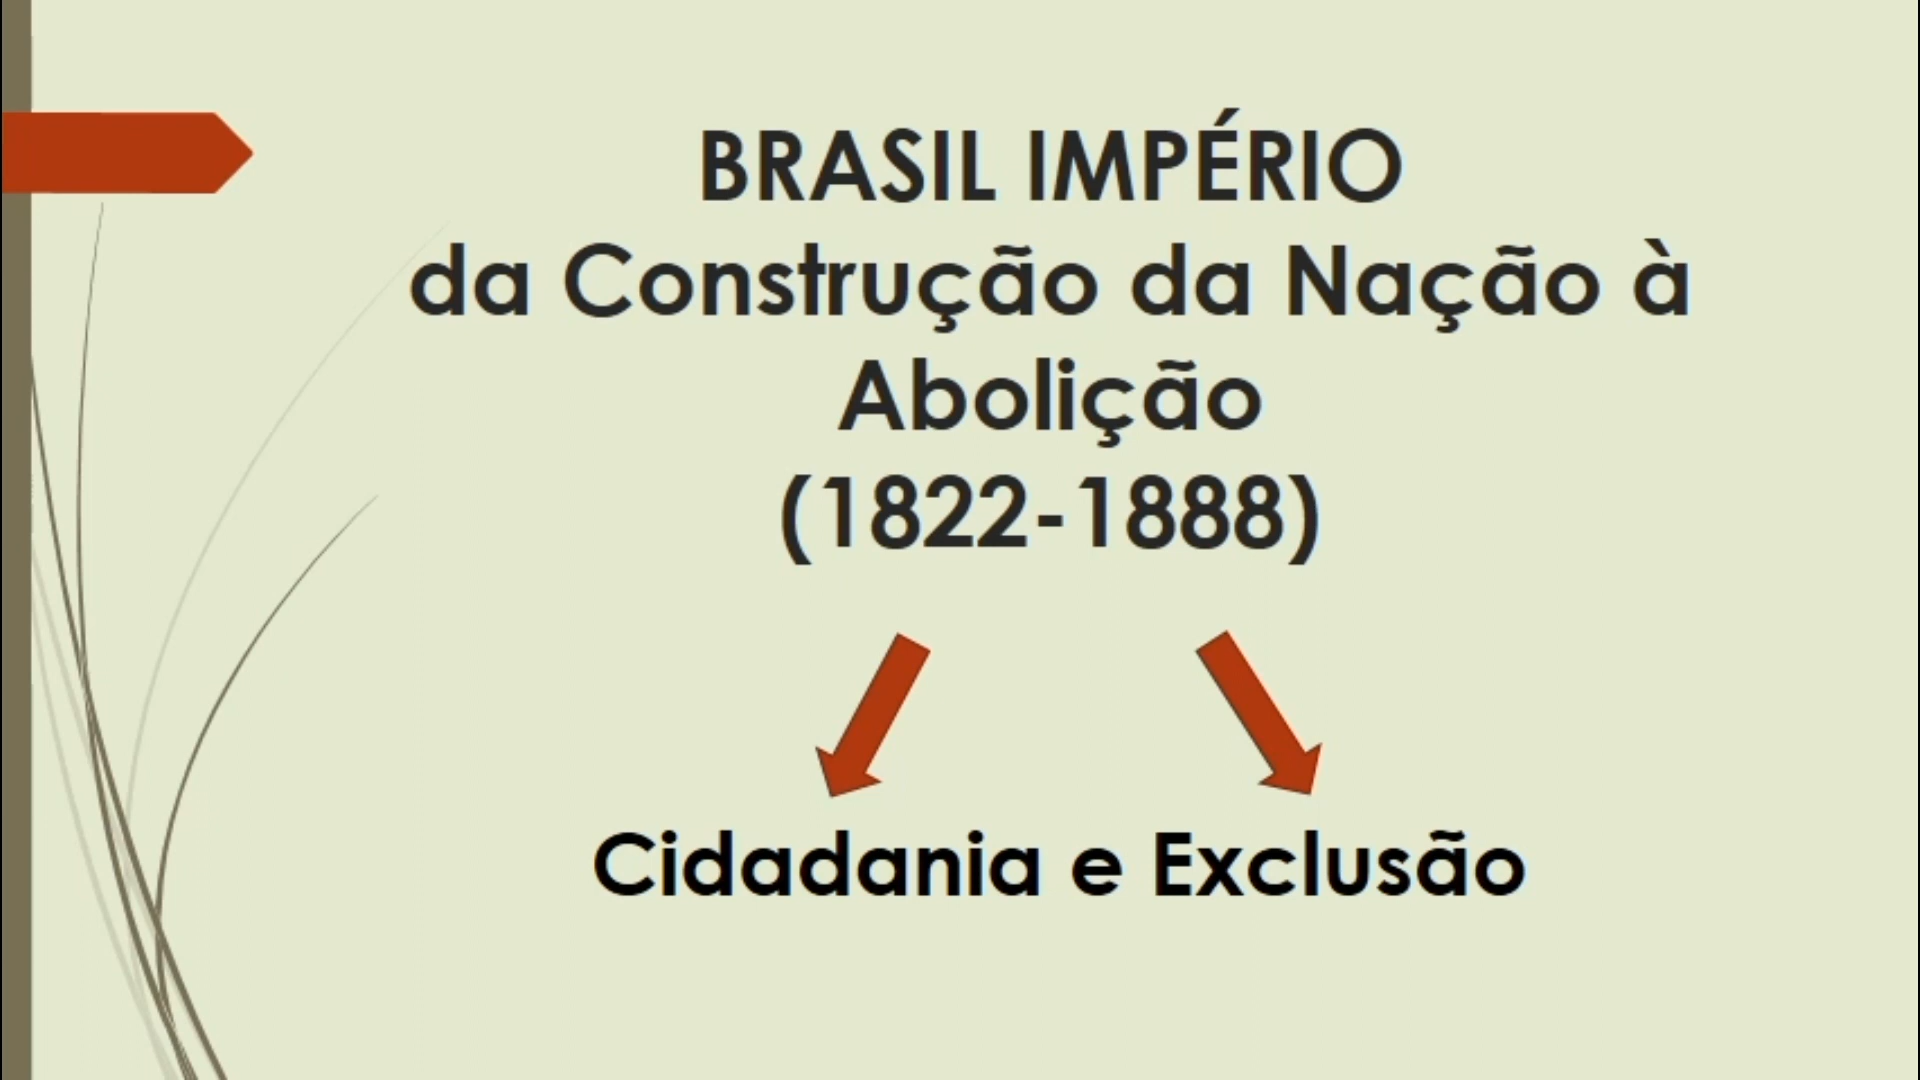 BRASIL IMPÉRIO
da Construção da Nação à
Abolição
(1822-1888)
Cidadania e Exclusão